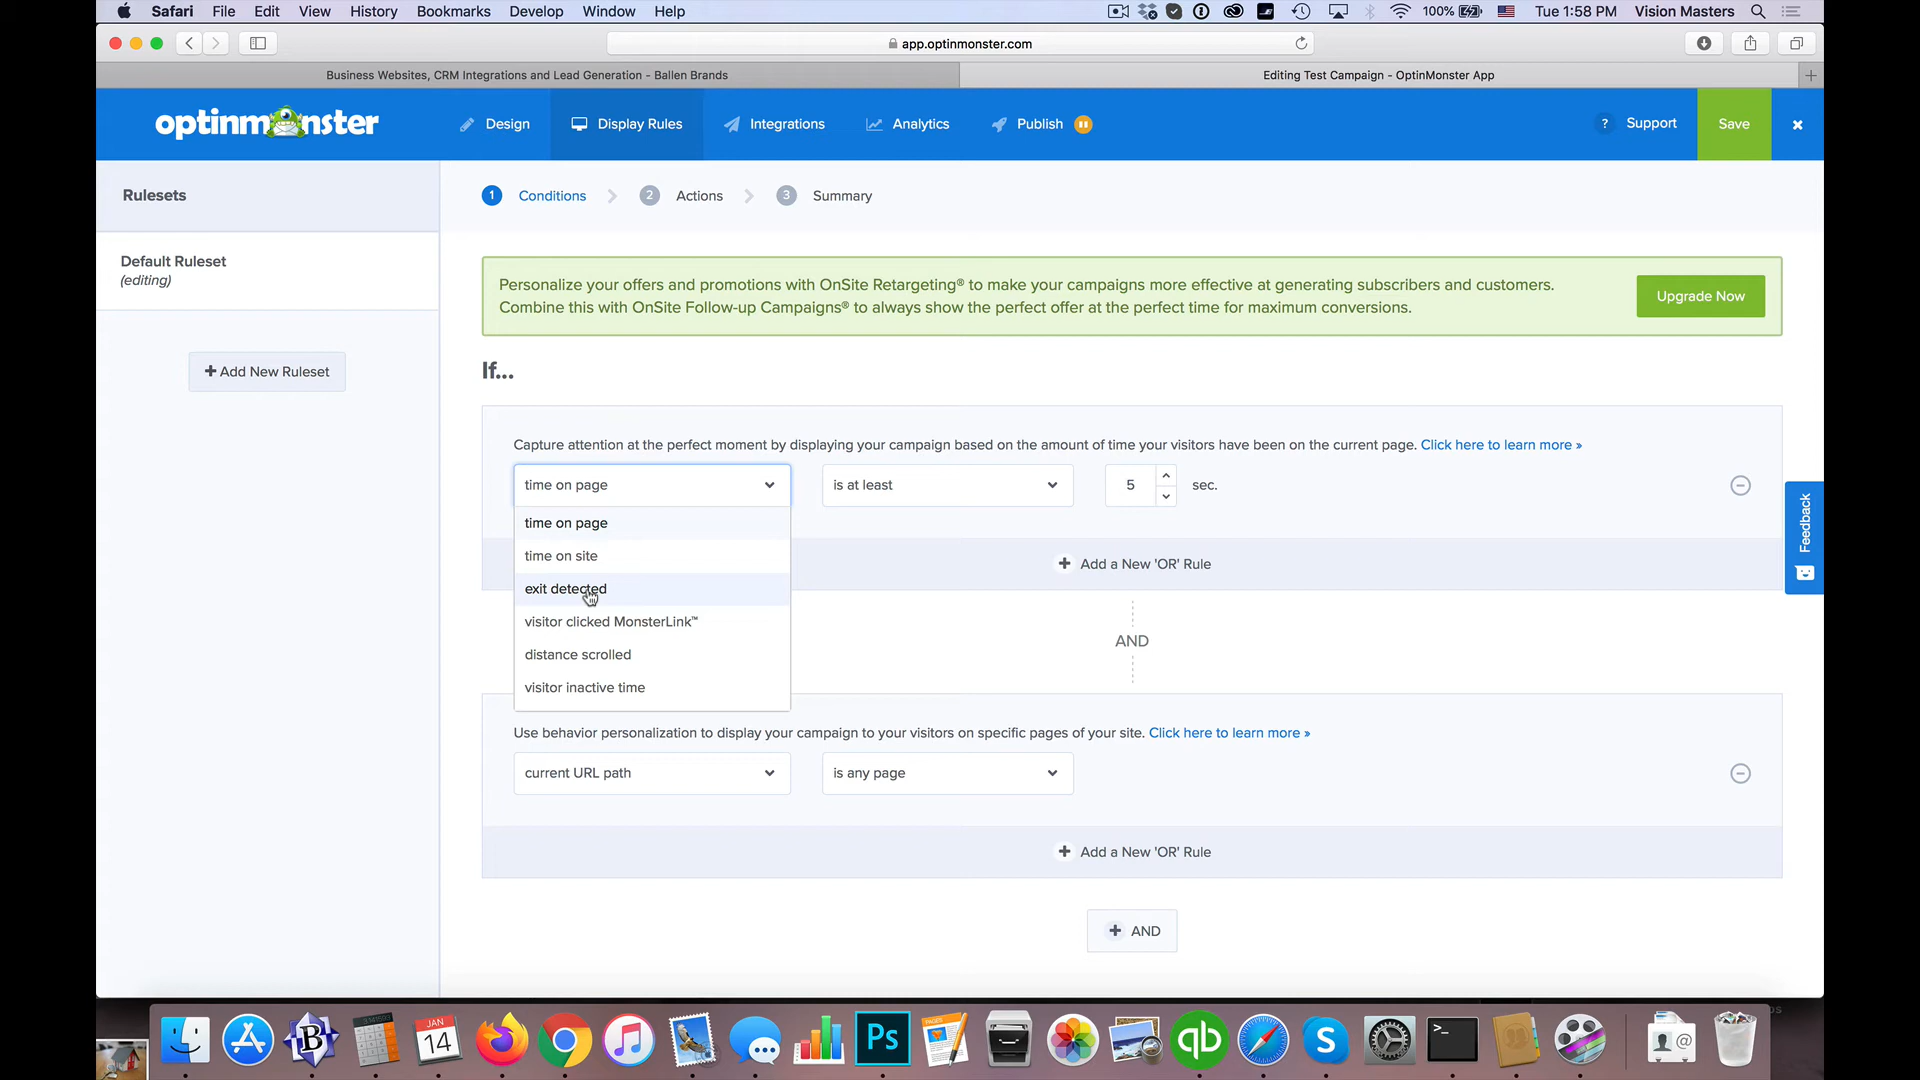 Safari File Edit View History Bookmarks Develop Window Help
100% Tue 1:58 PM Vision Masters
app.optinmonster.com
Business Websites, CRM Integrations and Lead Generation - Ballen Brands
Editing Test Campaign - OptinMonster App
optinmonster
Design Display Rules Integrations Analytics Publish
? Support Save
Rulesets
1 Conditions 2 Actions 3 Summary
Default Ruleset
(editing)
+ Add New Ruleset
Personalize your offers and promotions with OnSite Retargeting® to make your campaigns more effective at generating subscribers and customers.
Combine this with OnSite Follow-up Campaigns® to always show the perfect offer at the perfect time for maximum conversions.
Upgrade Now
If...
Capture attention at the perfect moment by displaying your campaign based on the amount of time your visitors have been on the current page. Click here to learn more »
time on page is at least 5 sec.
time on page
time on site
exit detected
visitor clicked MonsterLink™
distance scrolled
visitor inactive time
+ Add a New 'OR' Rule
AND
Use behavior personalization to display your campaign to your visitors on specific pages of your site. Click here to learn more »
current URL path is any page
+ Add a New 'OR' Rule
+ AND
Feedback
JAN
14
Ps
PAGES
qb
S